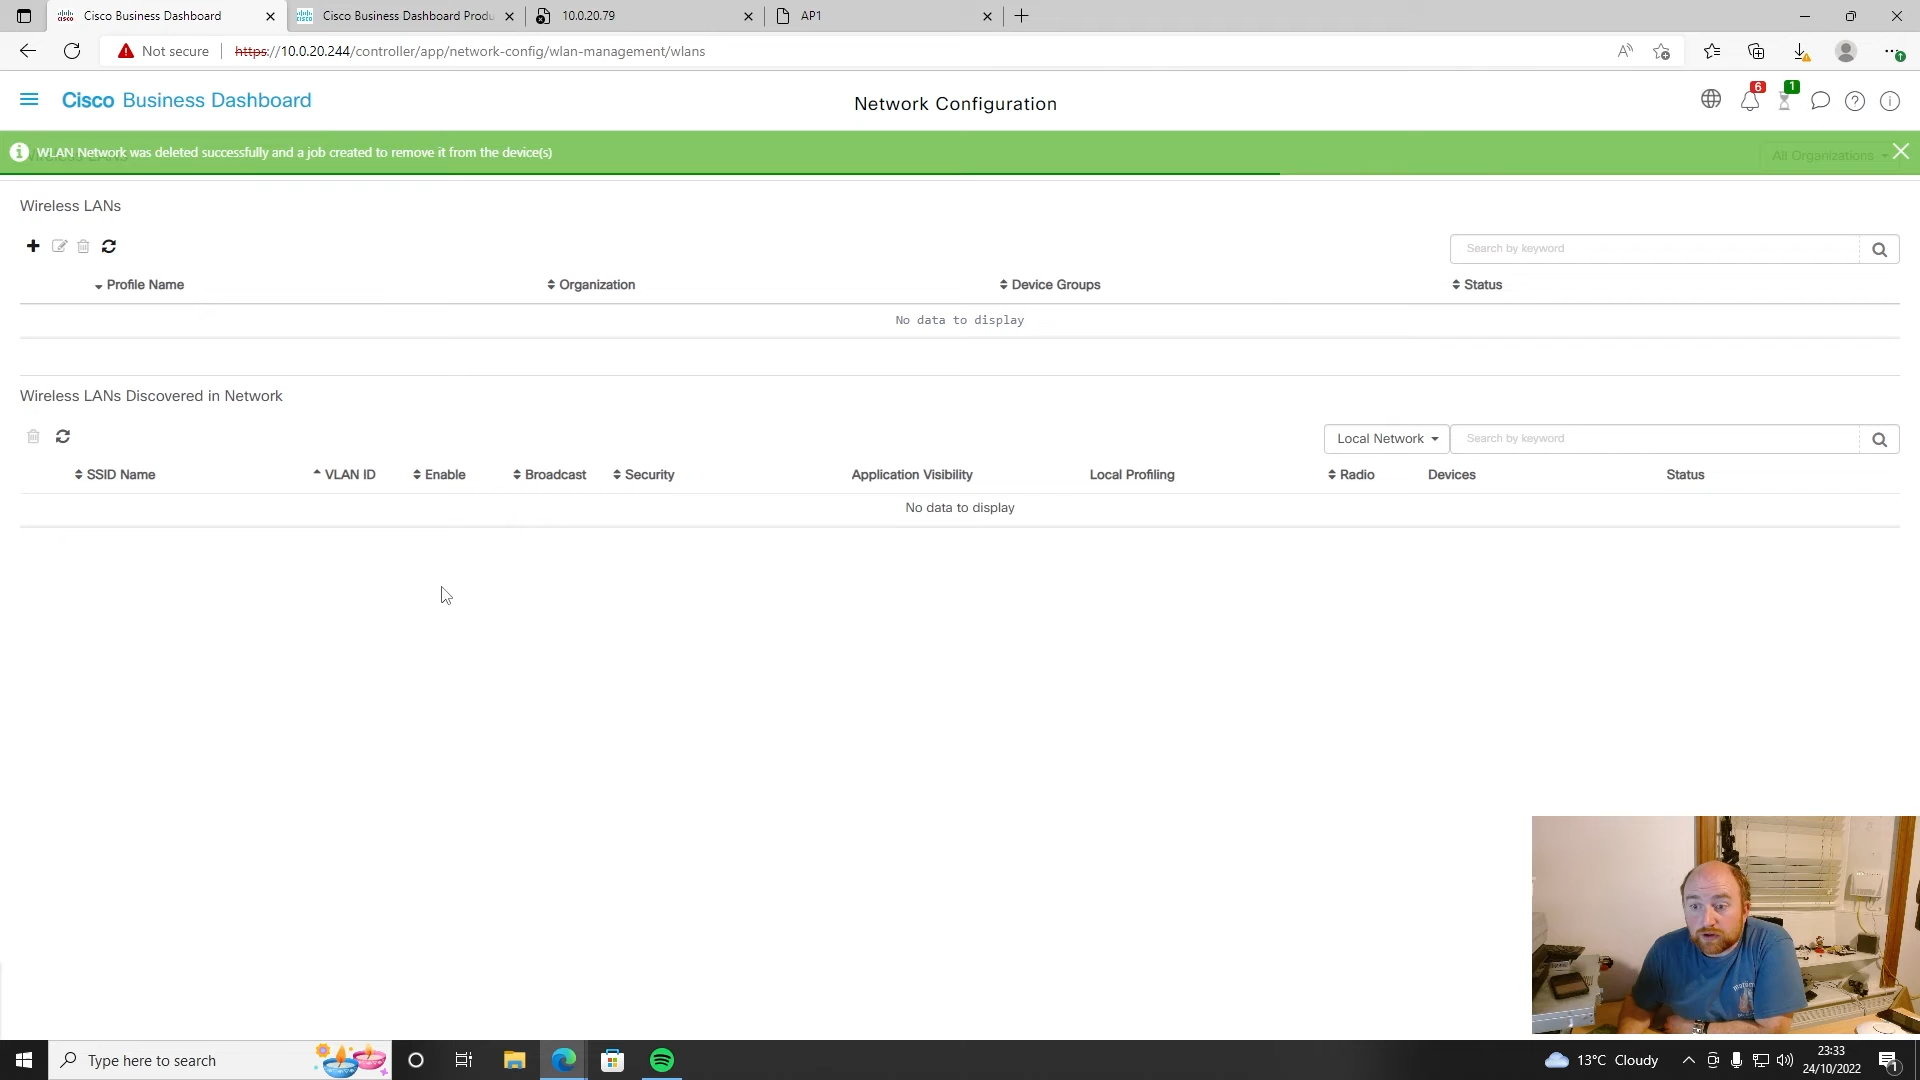 Cisco Business Dashboard
Cisco Business Dashboard Produ
10.0.20.79
AP1
Not secure
https://10.0.20.244/controller/app/network-config/wlan-management/wlans
Cisco Business Dashboard
Network Configuration
6
1
WLAN Network was deleted successfully and a job created to remove it from the device(s)
All Organizations
Wireless LANs
Search by keyword
Profile Name
Organization
Device Groups
Status
No data to display
Wireless LANs Discovered in Network
Local Network
Search by keyword
SSID Name
VLAN ID
Enable
Broadcast
Security
Application Visibility
Local Profiling
Radio
Devices
Status
No data to display
Type here to search
13°C Cloudy
23:33
24/10/2022
1